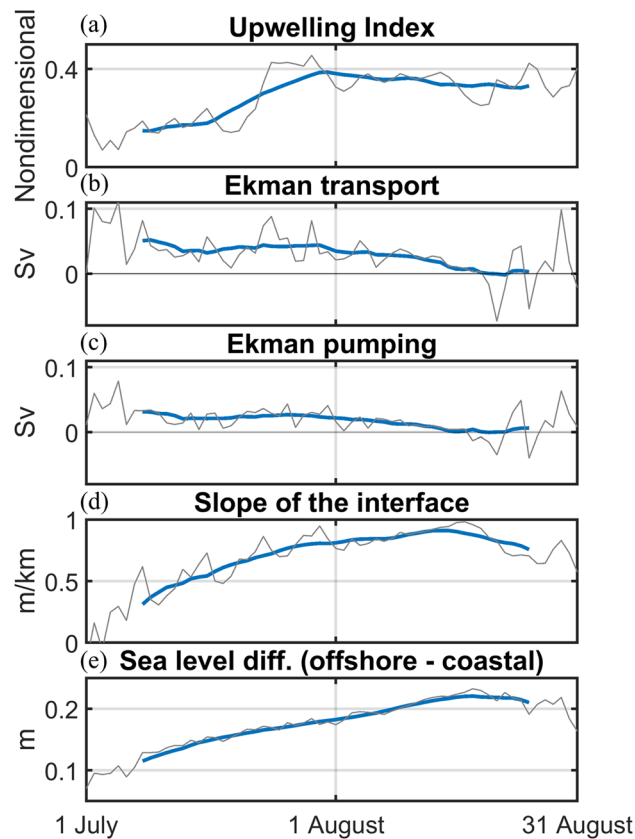 (a) Upwelling Index
Nondimensional
0.4
0
(b) Ekman transport
Sv
0.1
0
(c) Ekman pumping
Sv
0.1
0
(d) Slope of the interface
m/km
1
0.5
0
(e) Sea level diff. (offshore - coastal)
m
0.2
0.1
1 July 1 August 31 August